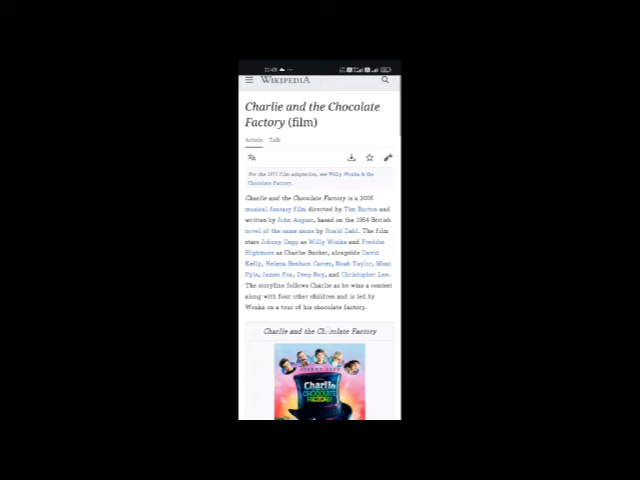 11:49
WIKIPEDIA
Charlie and the Chocolate
Factory (film)
Article Talk
For the 1971 film adaptation, see Willy Wonka & the
Chocolate Factory.
Charlie and the Chocolate Factory is a 2005
musical fantasy film directed by Tim Burton and
written by John August, based on the 1964 British
novel of the same name by Roald Dahl. The film
stars Johnny Depp as Willy Wonka and Freddie
Highmore as Charlie Bucket, alongside David
Kelly, Helena Bonham Carter, Noah Taylor, Missi
Pyle, James Fox, Deep Roy, and Christopher Lee.
The storyline follows Charlie as he wins a contest
along with four other children and is led by
Wonka on a tour of his chocolate factory.
Charlie and the Chocolate Factory
JOHNNY DEPP
Charlie
CHOCOLATE
FACTORY